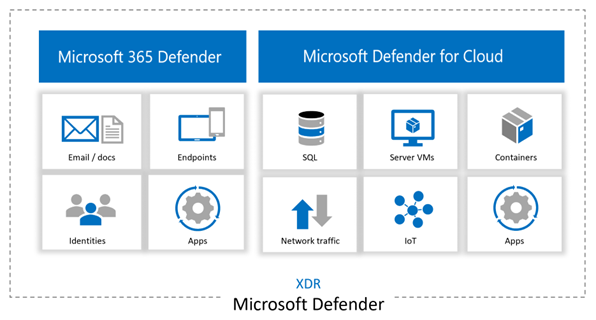 Microsoft 365 Defender
Microsoft Defender for Cloud
Email / docs
Endpoints
SQL
Server VMs
Containers
Identities
Apps
Network traffic
IoT
Apps
XDR
Microsoft Defender